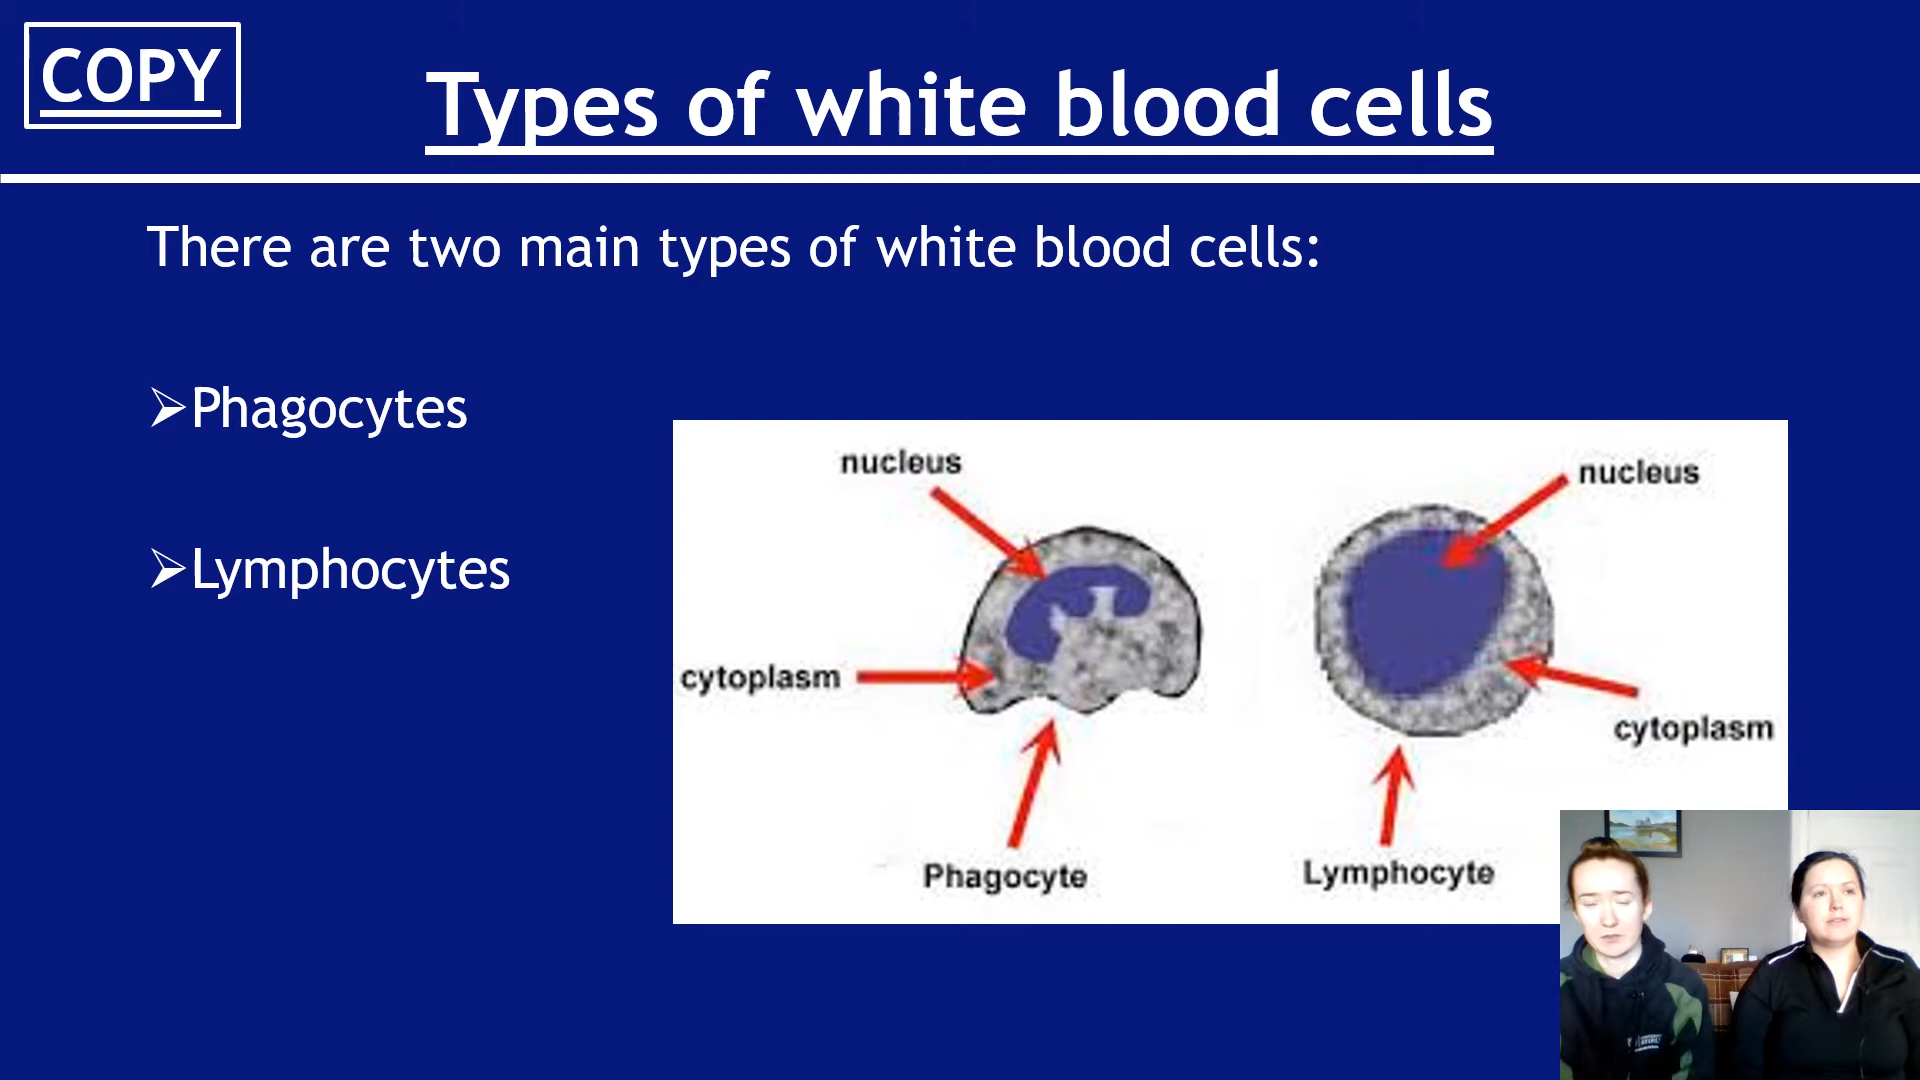 COPY
Types of white blood cells
There are two main types of white blood cells:
Phagocytes
Lymphocytes
nucleus
nucleus
cytoplasm
cytoplasm
Phagocyte
Lymphocyte